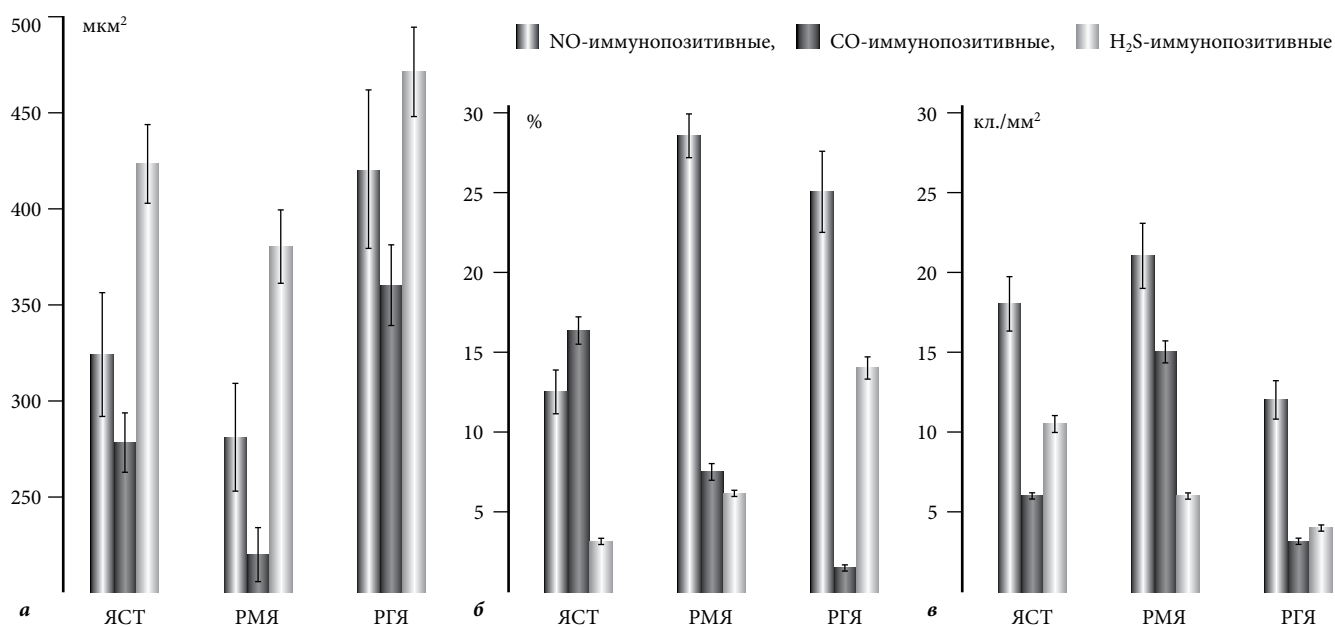 NO-иммунопозитивные, CO-иммунопозитивные, H₂S-иммунопозитивные
мкм²
500
450
400
350
300
250
а
ЯСТ РМЯ РГЯ
%
30
25
20
15
10
5
б
ЯСТ РМЯ РГЯ
кл./мм²
30
25
20
15
10
5
в
ЯСТ РМЯ РГЯ